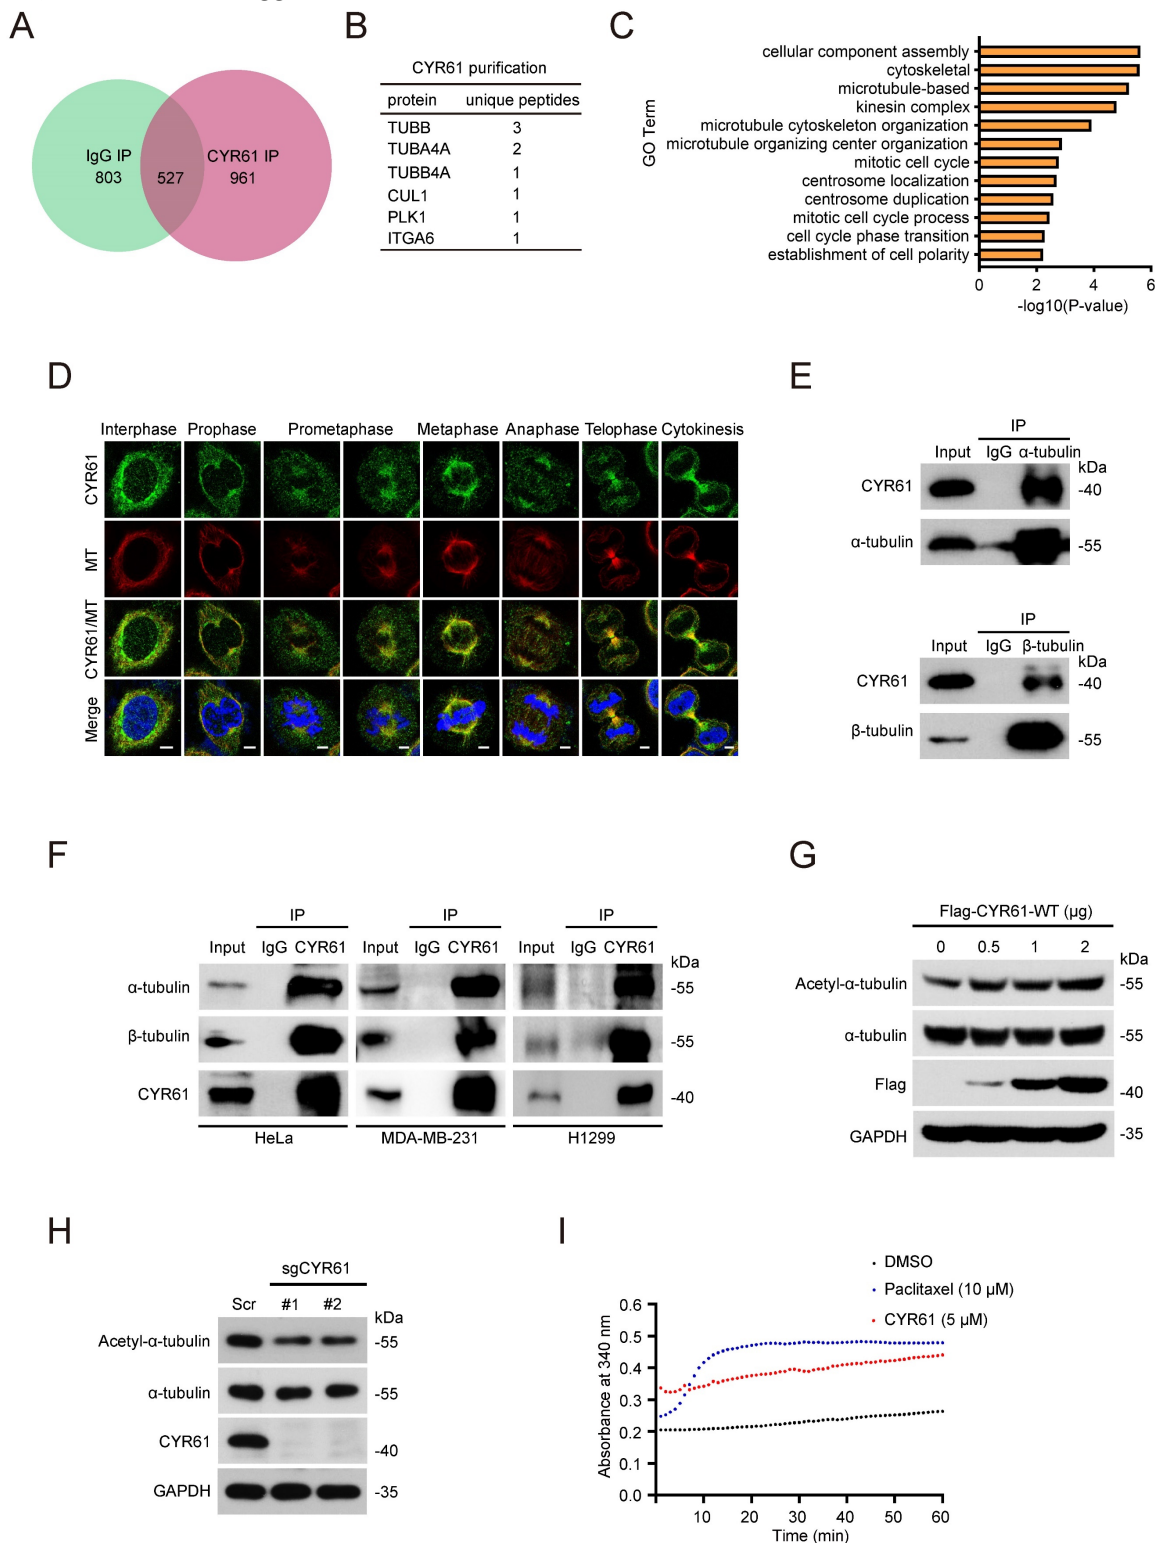 A
IgG IP
803
527
CYR61 IP
961
B
CYR61 purification
protein unique peptides
TUBB 3
TUBA4A 2
TUBB4A 1
CUL1 1
PLK1 1
ITGA6 1
C
GO Term
cellular component assembly
cytoskeletal
microtubule-based
kinesin complex
microtubule cytoskeleton organization
microtubule organizing center organization
mitotic cell cycle
centrosome localization
centrosome duplication
mitotic cell cycle process
cell cycle phase transition
establishment of cell polarity
0 2 4 6
-log10(P-value)
D
Interphase Prophase Prometaphase Metaphase Anaphase Telophase Cytokinesis
CYR61
MT
CYR61/MT
Merge
E
IP
Input IgG α-tubulin
kDa
CYR61 -40
α-tubulin -55
IP
Input IgG β-tubulin
kDa
CYR61 -40
β-tubulin -55
F
IP IP IP
Input IgG CYR61 Input IgG CYR61 Input IgG CYR61
kDa
α-tubulin -55
β-tubulin -55
CYR61 -40
HeLa MDA-MB-231 H1299
G
Flag-CYR61-WT (μg)
0 0.5 1 2
kDa
Acetyl-α-tubulin -55
α-tubulin -55
Flag -40
GAPDH -35
H
sgCYR61
Scr #1 #2
kDa
Acetyl-α-tubulin -55
α-tubulin -55
CYR61 -40
GAPDH -35
I
DMSO
Paclitaxel (10 μM)
CYR61 (5 μM)
Absorbance at 340 nm
0.6
0.5
0.4
0.3
0.2
0.1
0.0
10 20 30 40 50 60
Time (min)